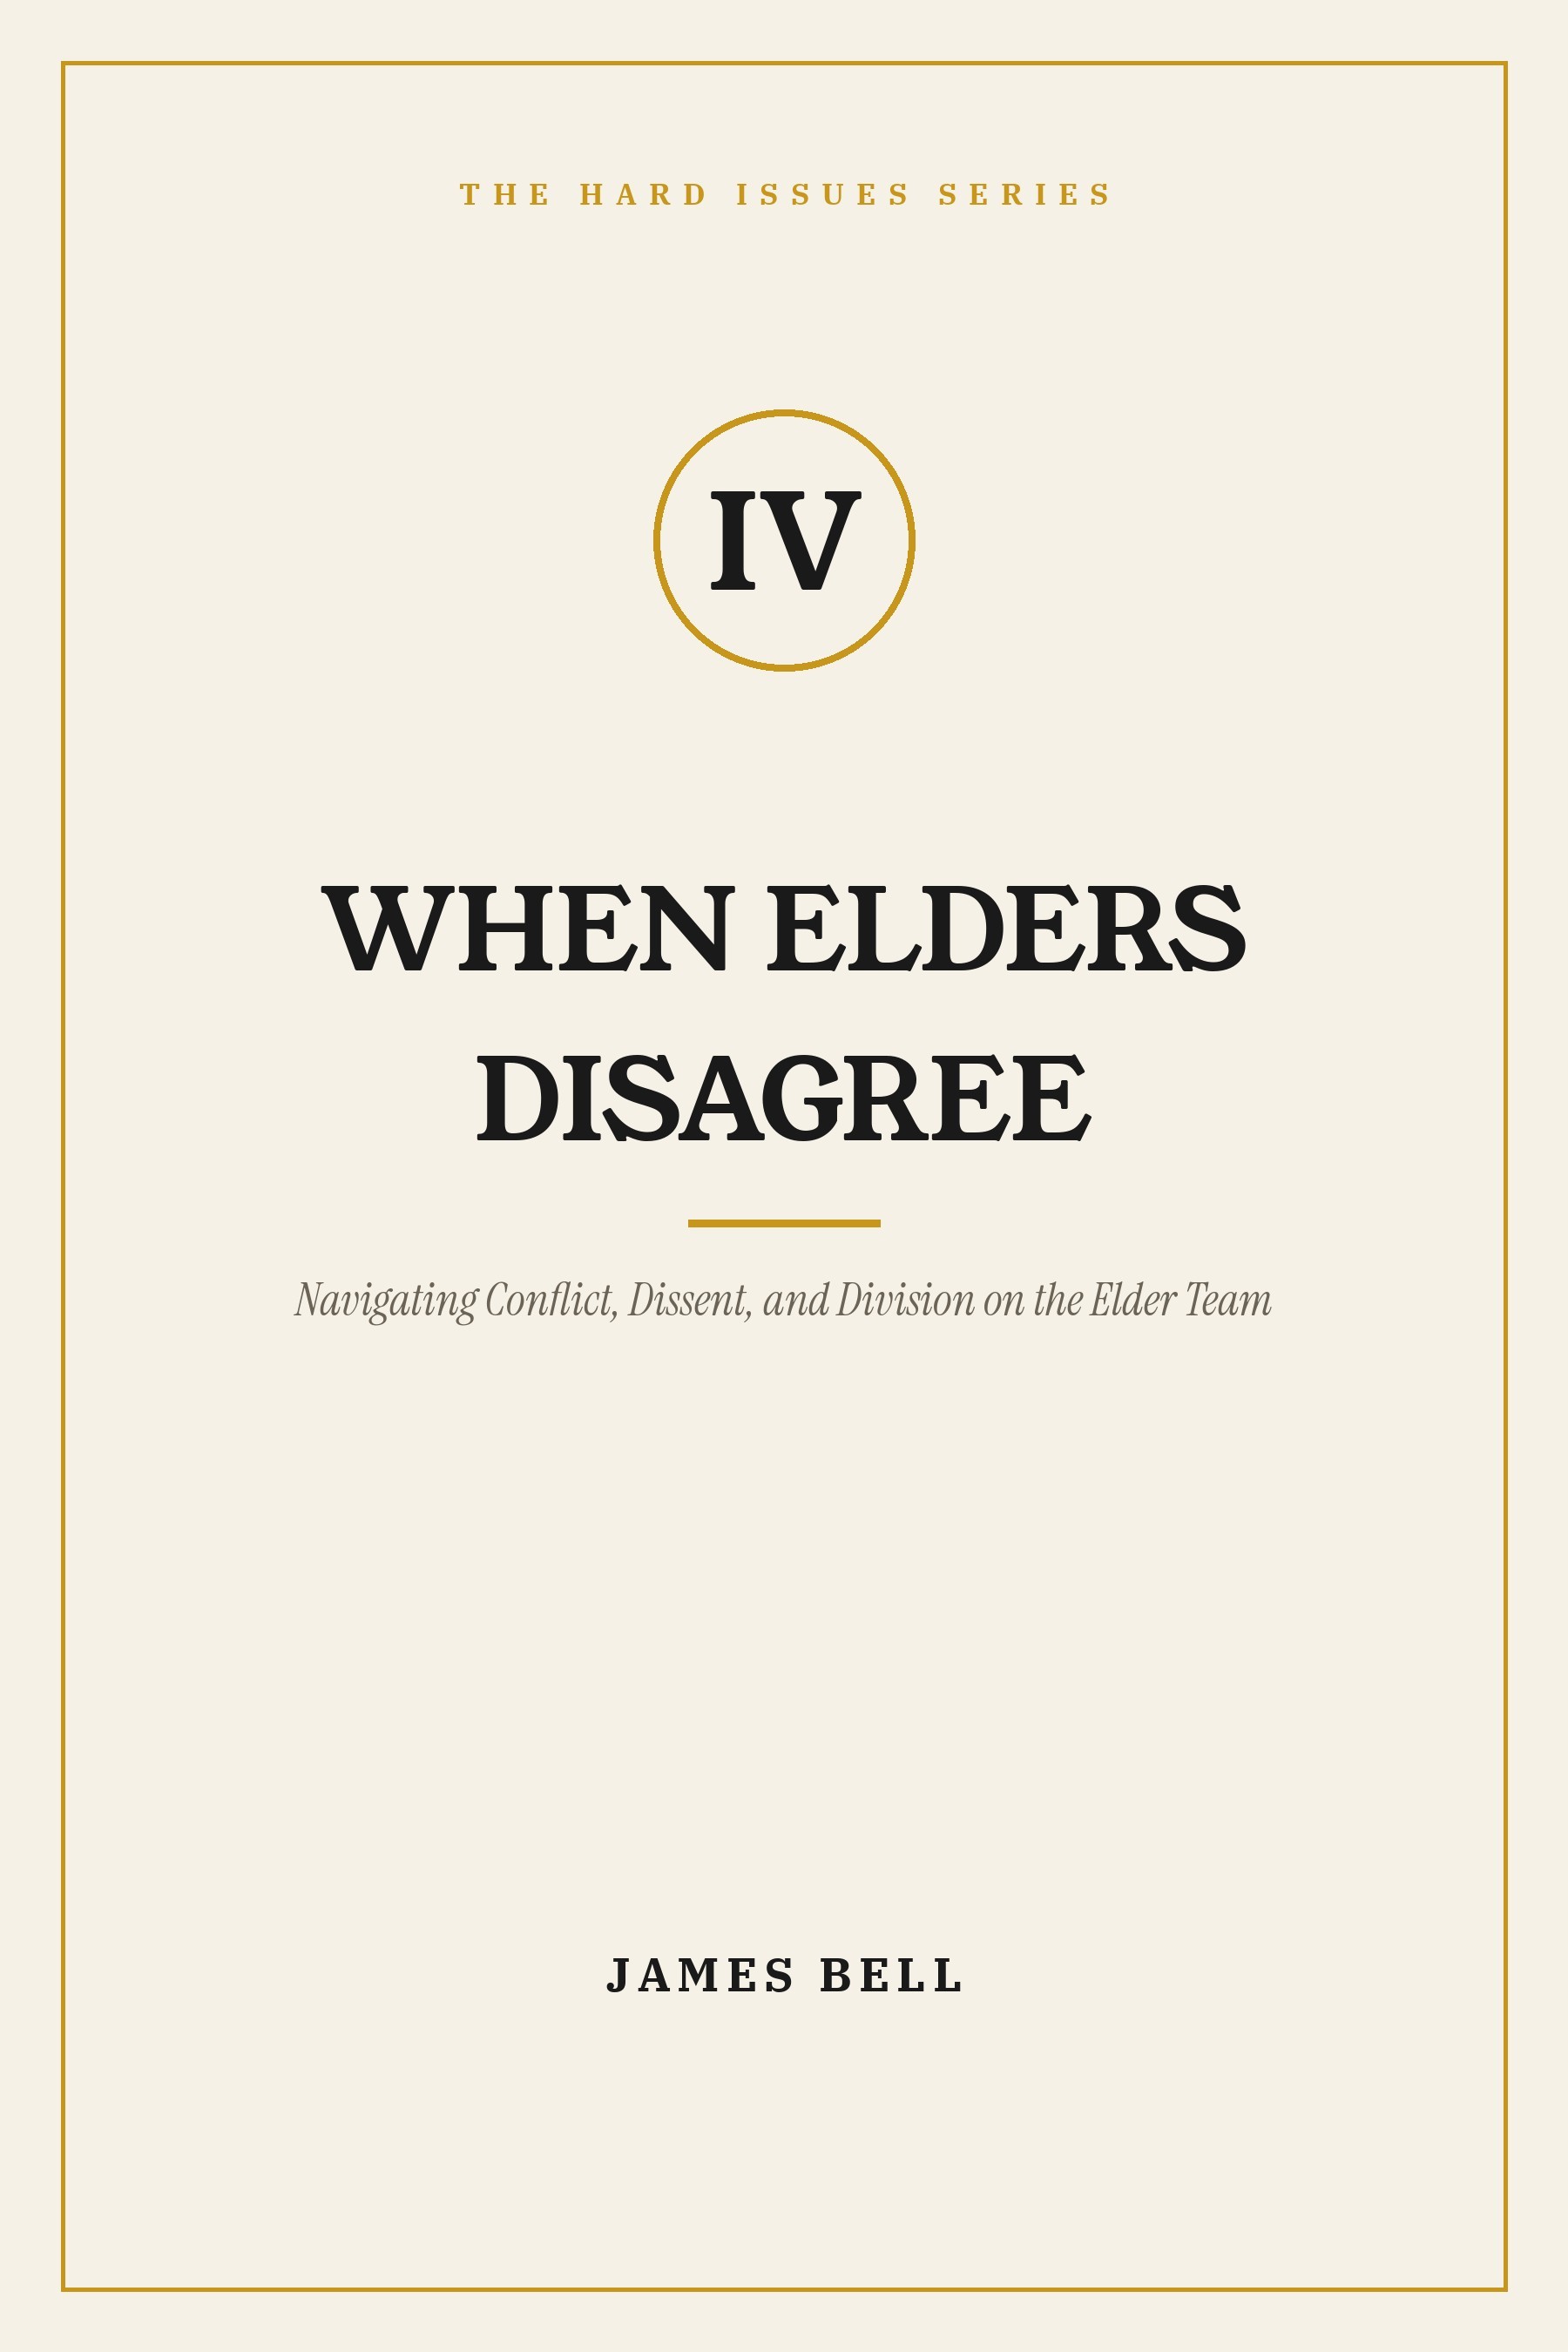 THE HARD ISSUES SERIES
IV
WHEN ELDERS
DISAGREE
Navigating Conflict, Dissent, and Division on the Elder Team
JAMES BELL